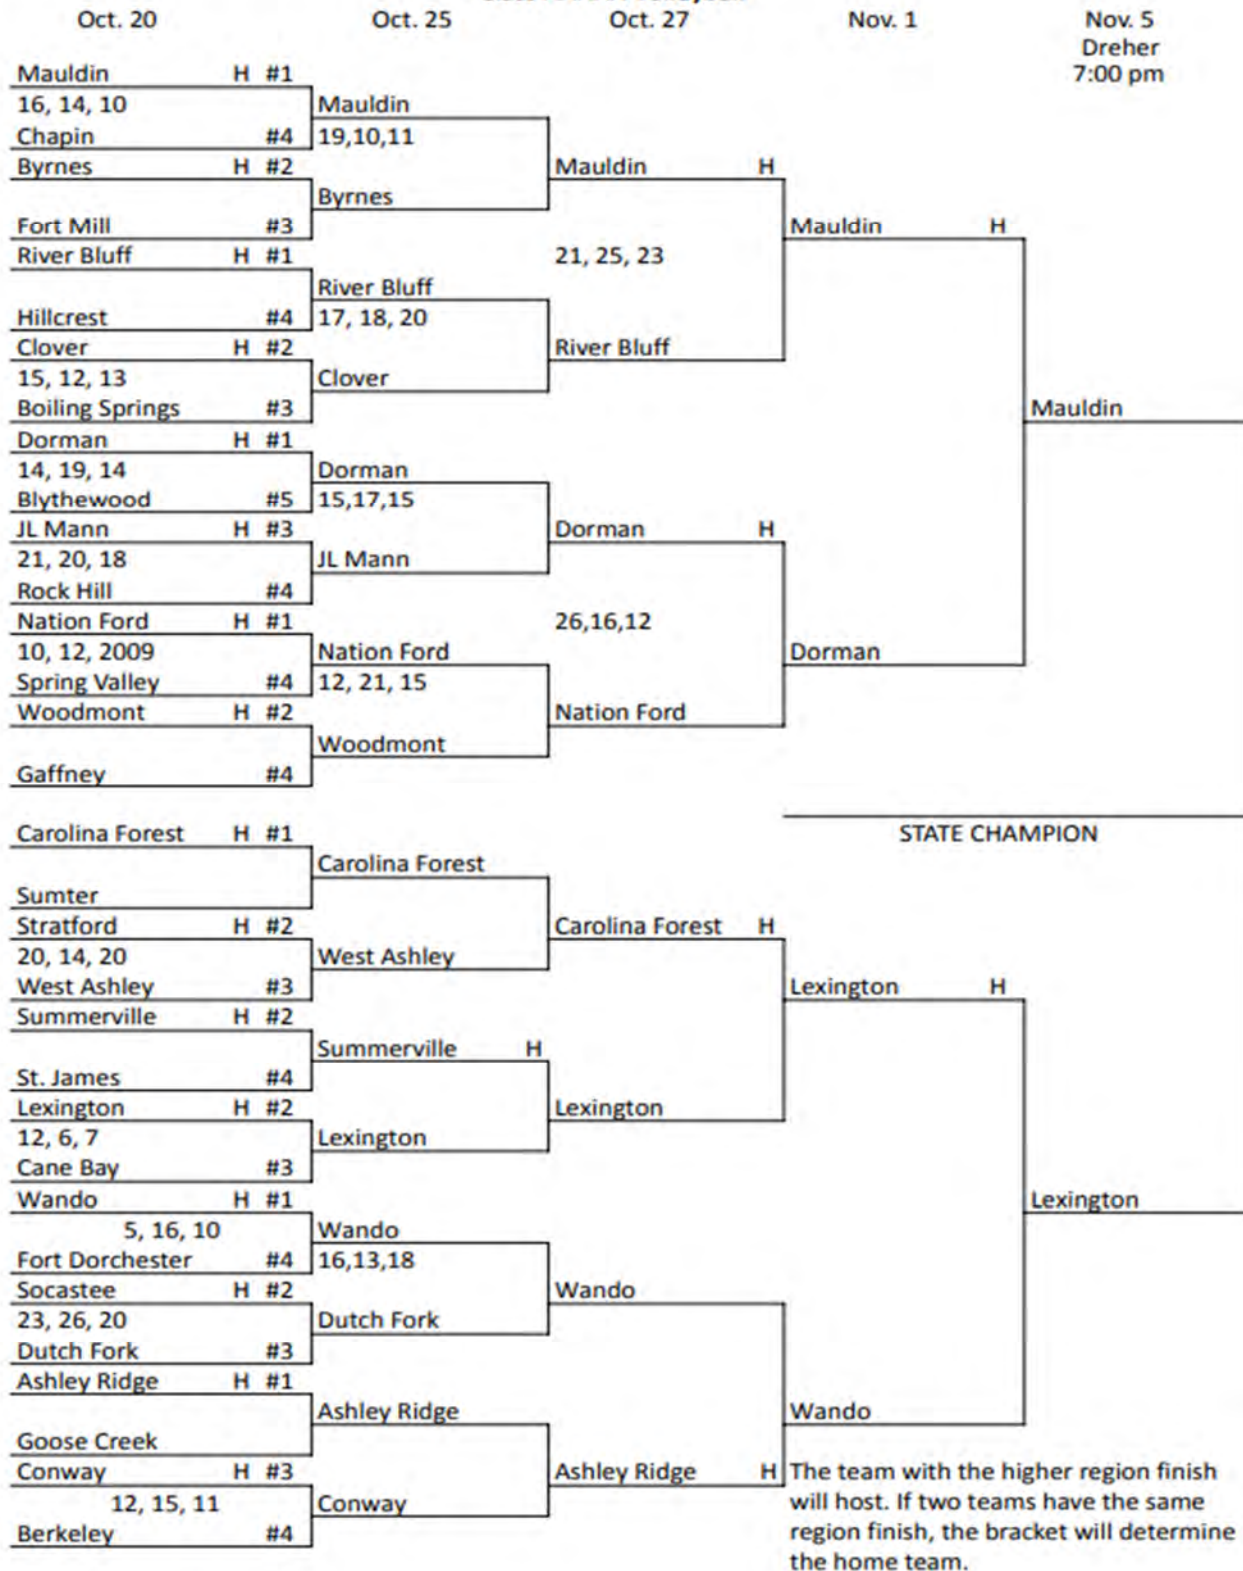 Oct. 20 Oct. 25 Oct. 27 Nov. 1 Nov. 5
Dreher
7:00 pm
Mauldin H #1
16, 14, 10
Chapin #4
Byrnes H #2
Fort Mill #3
River Bluff H #1
Hillcrest #4
Clover H #2
15, 12, 13
Boiling Springs #3
Dorman H #1
14, 19, 14
Blythewood #5
JL Mann H #3
21, 20, 18
Rock Hill #4
Nation Ford H #1
10, 12, 2009
Spring Valley #4
Woodmont H #2
Gaffney #4
Mauldin
19,10,11
Byrnes
River Bluff
17, 18, 20
Clover
Dorman
15,17,15
JL Mann
Nation Ford
12, 21, 15
Woodmont
Mauldin H
21, 25, 23
River Bluff
Dorman H
26,16,12
Nation Ford
Mauldin H
Dorman
Mauldin
STATE CHAMPION
Carolina Forest H #1
Sumter
Stratford H #2
20, 14, 20
West Ashley #3
Summerville H #2
St. James #4
Lexington H #2
12, 6, 7
Cane Bay #3
Wando H #1
5, 16, 10
Fort Dorchester #4
Socastee H #2
23, 26, 20
Dutch Fork #3
Ashley Ridge H #1
Goose Creek
Conway H #3
12, 15, 11
Berkeley #4
Carolina Forest
West Ashley
Summerville H
Lexington
Wando
16,13,18
Dutch Fork
Ashley Ridge
Conway
Carolina Forest H
Lexington
Wando
Ashley Ridge H
Lexington H
Wando
Lexington
The team with the higher region finish
will host. If two teams have the same
region finish, the bracket will determine
the home team.